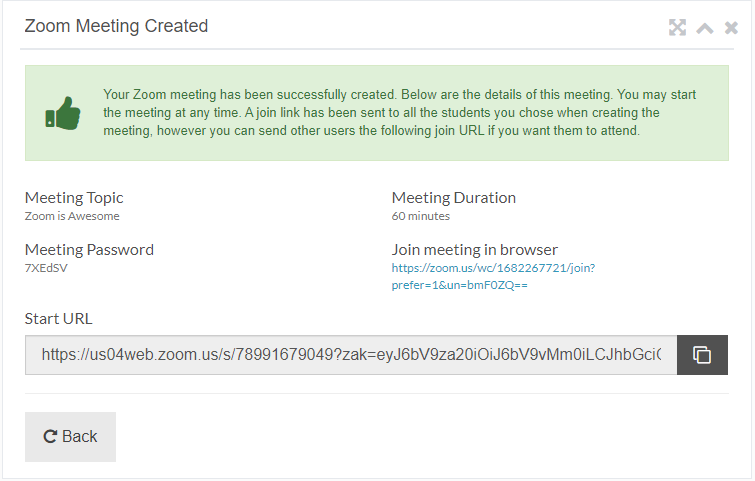 Zoom Meeting Created
Your Zoom meeting has been successfully created. Below are the details of this meeting. You may start
the meeting at any time. A join link has been sent to all the students you chose when creating the
meeting, however you can send other users the following join URL if you want them to attend.
Meeting Topic
Zoom is Awesome
Meeting Duration
60 minutes
Meeting Password
7XEdSV
Join meeting in browser
https://zoom.us/wc/1682267721/join?
prefer=1&un=bmF0ZQ==
Start URL
https://us04web.zoom.us/s/78991679049?zak=eyJ6bV9za20iOiJ6bV9vMm0iLCJhbGciO
Back